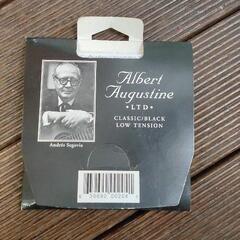 Albert
Augustine
• LTD •
CLASSIC/BLACK
LOW TENSION
Andrés Segovia